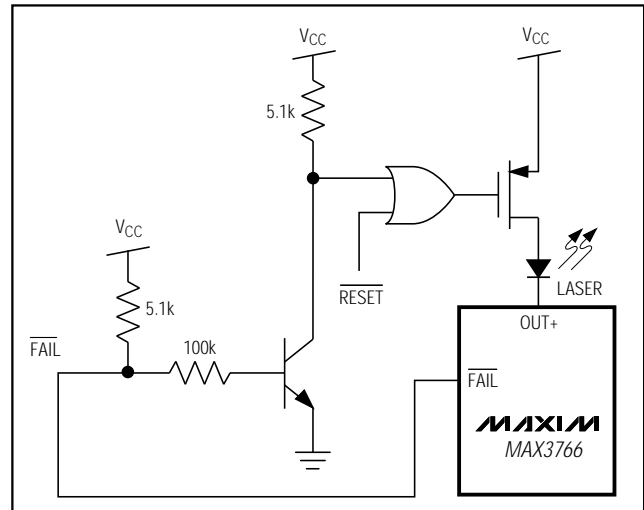 VCC
VCC
5.1k
VCC
RESET
5.1k
LASER
OUT+
FAIL
100k
FAIL
MAXIM
MAX3766